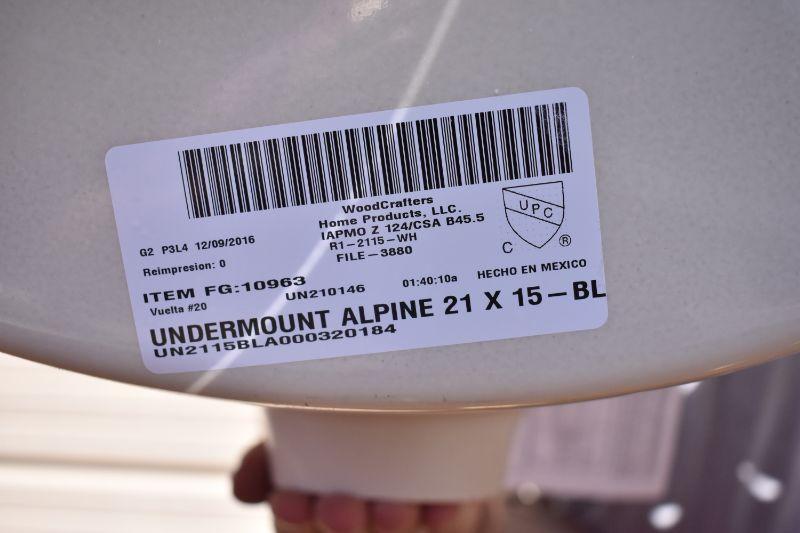 WoodCrafters
Home Products, LLC.
IAPMO Z 124/CSA B45.5
R1-2115-WH
FILE-3880
UPC
C ®
G2 P3L4 12/09/2016
Reimpresion: 0
ITEM FG:10963
Vuelta #20
UN210146
01:40:10a
HECHO EN MEXICO
UNDERMOUNT ALPINE 21 X 15-BL
UN2115BLA000320184